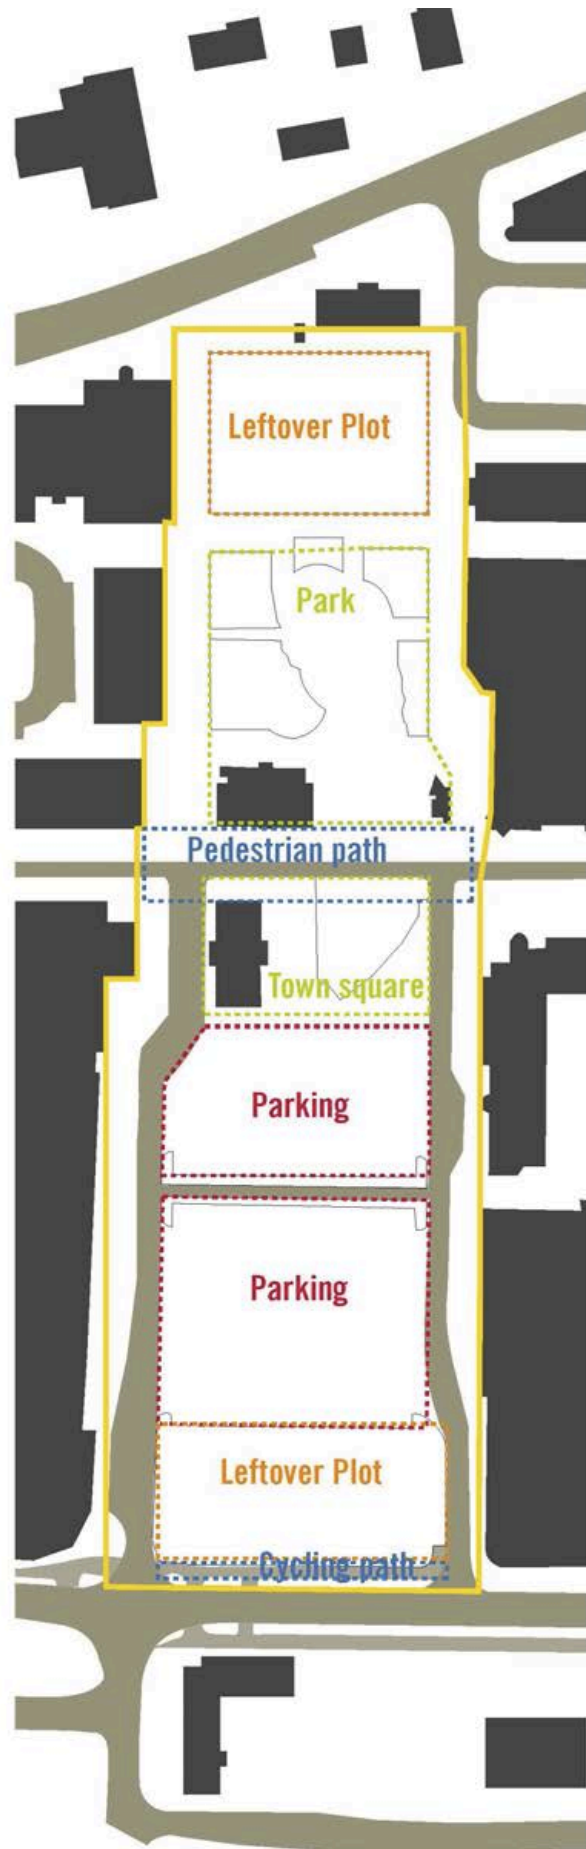 Leftover Plot
Park
Pedestrian path
Town square
Parking
Parking
Leftover Plot
Cycling path